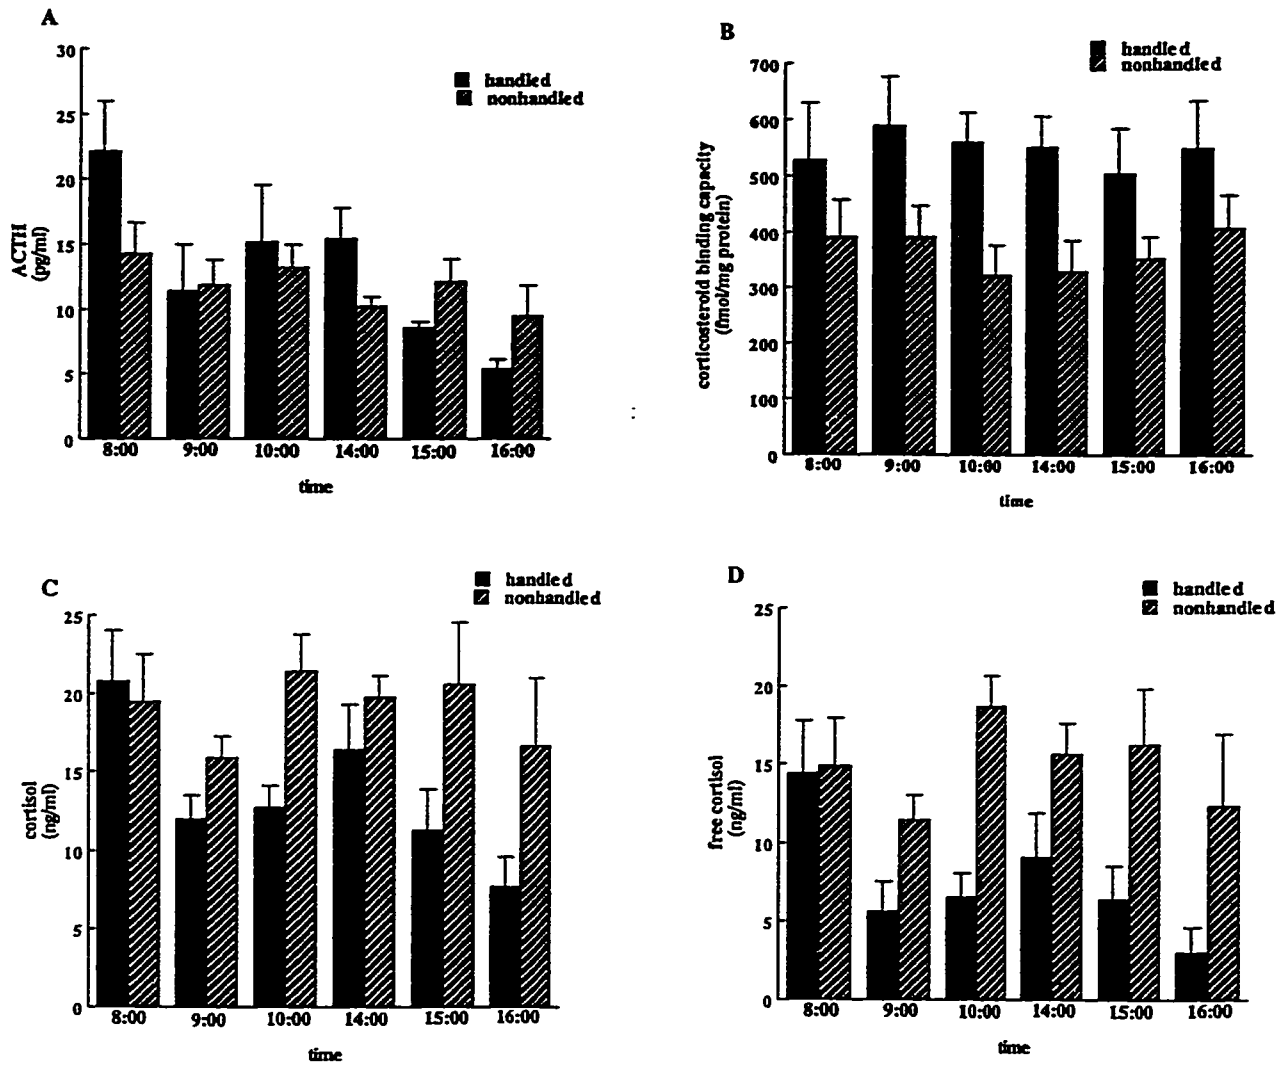 A
30
25
20
15
10
5
0
ACTH
(pg/ml)
handled
nonhandled
8:00 9:00 10:00 14:00 15:00 16:00
time
B
700
600
500
400
300
200
100
0
corticosteroid binding capacity
(fmol/mg protein)
handled
nonhandled
8:00 9:00 10:00 14:00 15:00 16:00
time
C
25
20
15
10
5
0
cortisol
(ng/ml)
handled
nonhandled
8:00 9:00 10:00 14:00 15:00 16:00
time
D
25
20
15
10
5
0
free cortisol
(ng/ml)
handled
nonhandled
8:00 9:00 10:00 14:00 15:00 16:00
time